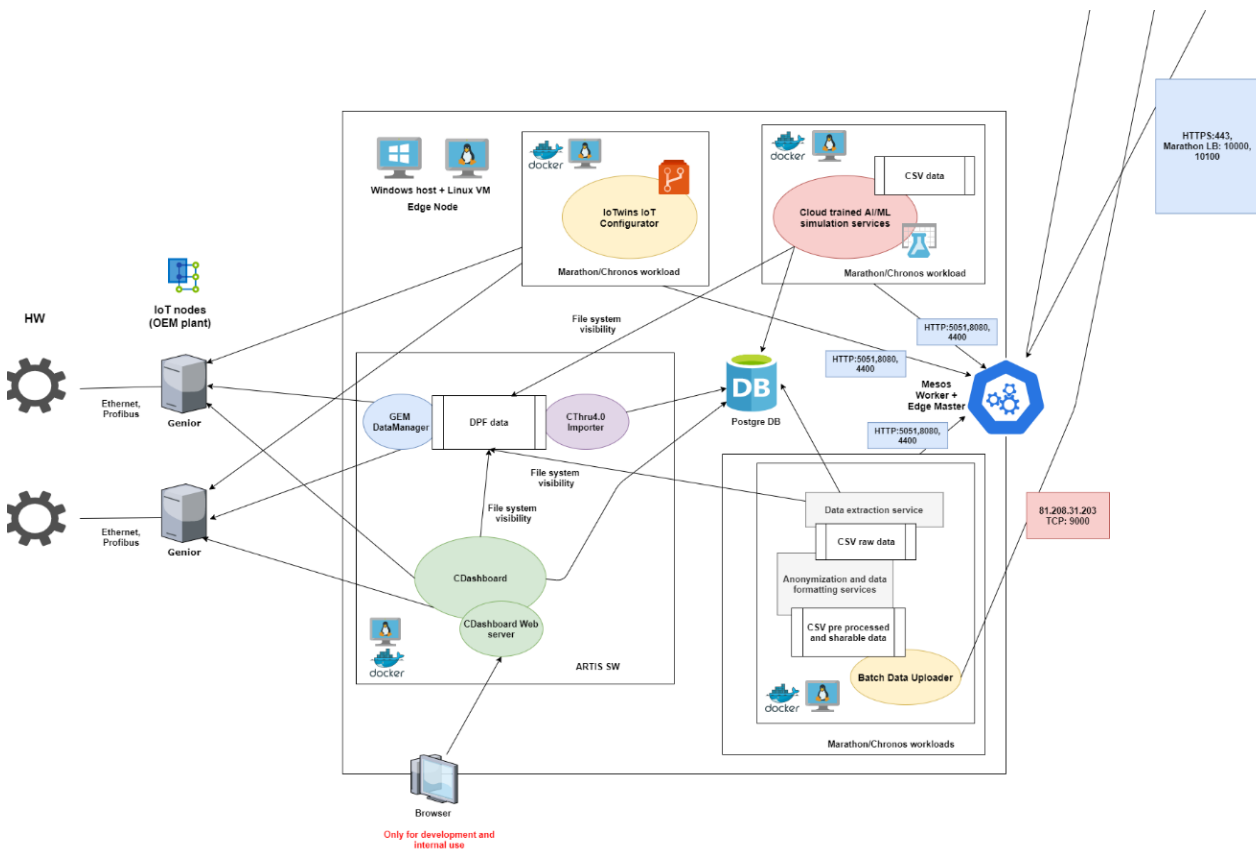 HTTPS:443,
Marathon LB: 10000,
10100
Windows host + Linux VM
Edge Node
docker
IoTwins IoT
Configurator
Marathon/Chronos workload
docker
CSV data
Cloud trained AI/ML
simulation services
Marathon/Chronos workload
HW
IoT nodes
(OEM plant)
File system
visibility
HTTP:5051,8080,
4400
HTTP:5051,8080,
4400
Mesos
Worker +
Edge Master
Ethernet,
Profibus
Genior
GEM
DataManager
DPF data
CThru4.0
Importer
DB
Postgre DB
HTTP:5051,8080,
4400
File system
visibility
File system
visibility
Ethernet,
Profibus
Genior
Data extraction service
CSV raw data
81.208.31.203
TCP: 9000
CDashboard
Anonymization and data
formatting services
CDashboard Web
server
CSV pre processed
and sharable data
docker
ARTIS SW
Batch Data Uploader
docker
Marathon/Chronos workloads
Browser
Only for development and
internal use